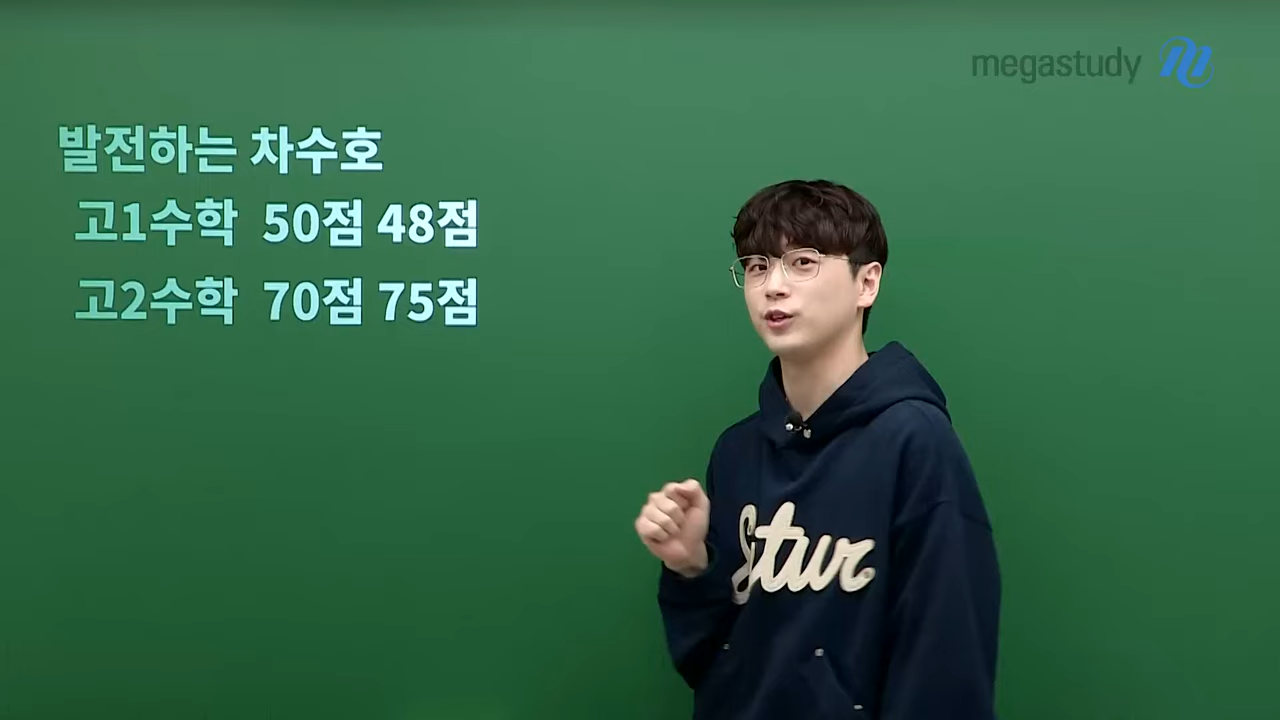 megastudy
발전하는 차수호
고1수학 50점 48점
고2수학 70점 75점
Stur